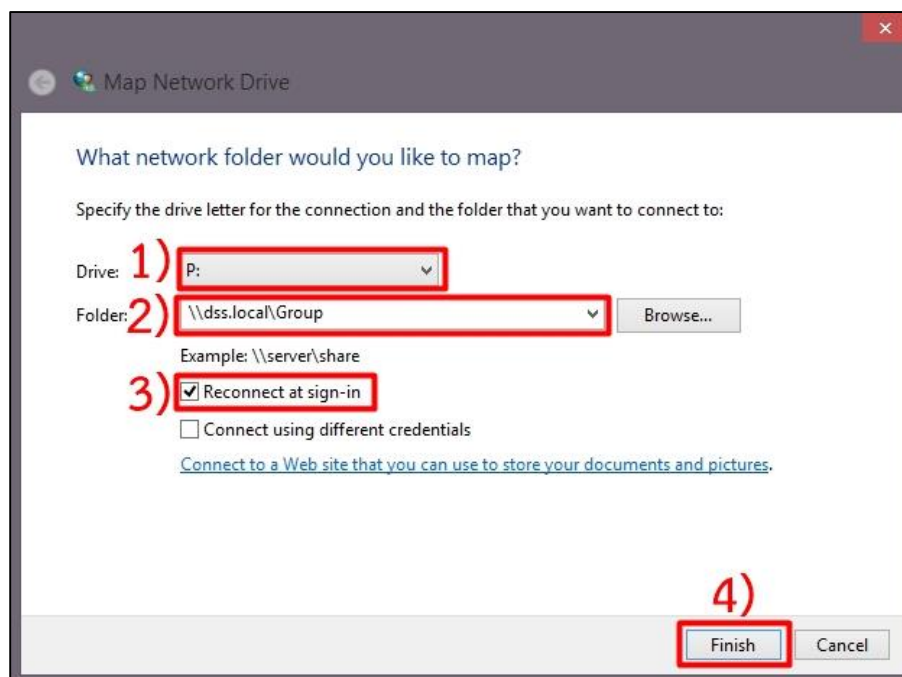 Map Network Drive
What network folder would you like to map?
Specify the drive letter for the connection and the folder that you want to connect to:
Drive: 1) P:
Folder: 2) \\dss.local\Group Browse...
Example: \\server\share
3) Reconnect at sign-in
Connect using different credentials
Connect to a Web site that you can use to store your documents and pictures.
4)
Finish Cancel